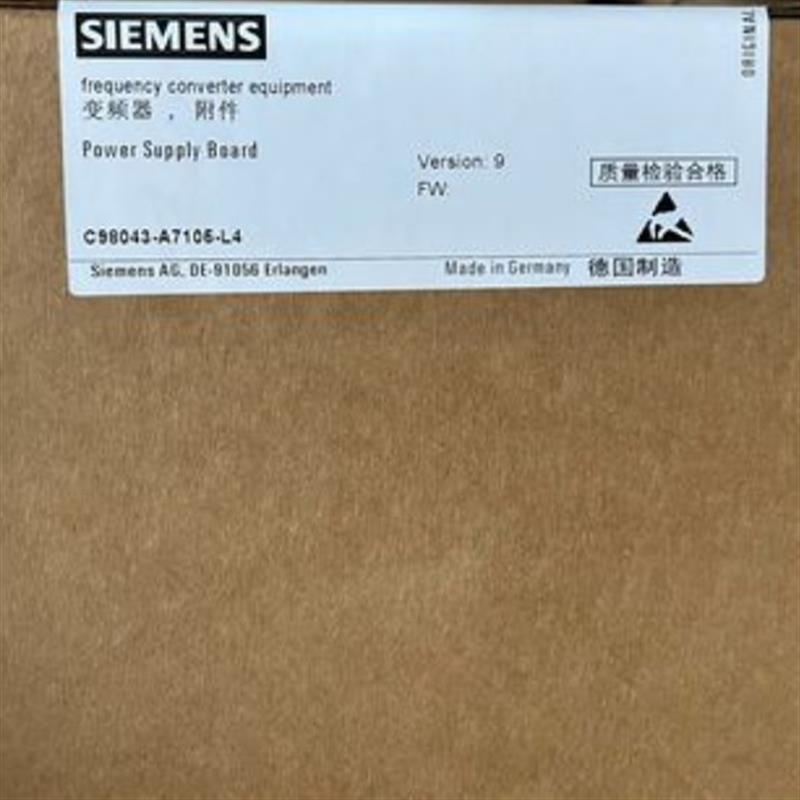 SIEMENS
ORIGINAL
frequency converter equipment
变频器 , 附件
Power Supply Board
Version: 9
FW:
质量检验合格
C98043-A7105-L4
Siemens AG, DE-91056 Erlangen
Made in Germany 德国制造